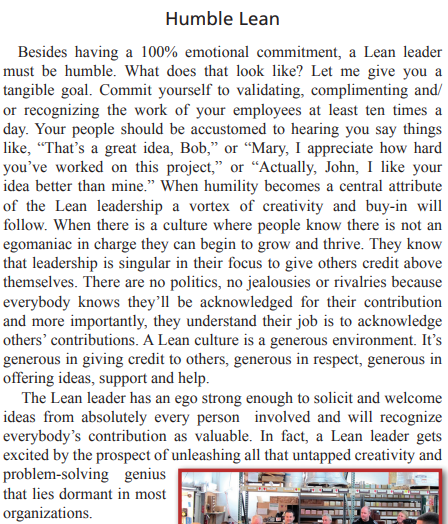 Humble Lean
Besides having a 100% emotional commitment, a Lean leader
must be humble. What does that look like? Let me give you a
tangible goal. Commit yourself to validating, complimenting and/
or recognizing the work of your employees at least ten times a
day. Your people should be accustomed to hearing you say things
like, “That’s a great idea, Bob,” or “Mary, I appreciate how hard
you’ve worked on this project,” or “Actually, John, I like your
idea better than mine.” When humility becomes a central attribute
of the Lean leadership a vortex of creativity and buy-in will
follow. When there is a culture where people know there is not an
egomaniac in charge they can begin to grow and thrive. They know
that leadership is singular in their focus to give others credit above
themselves. There are no politics, no jealousies or rivalries because
everybody knows they’ll be acknowledged for their contribution
and more importantly, they understand their job is to acknowledge
others’ contributions. A Lean culture is a generous environment. It’s
generous in giving credit to others, generous in respect, generous in
offering ideas, support and help.
The Lean leader has an ego strong enough to solicit and welcome
ideas from absolutely every person involved and will recognize
everybody’s contribution as valuable. In fact, a Lean leader gets
excited by the prospect of unleashing all that untapped creativity and
problem-solving genius
that lies dormant in most
organizations.